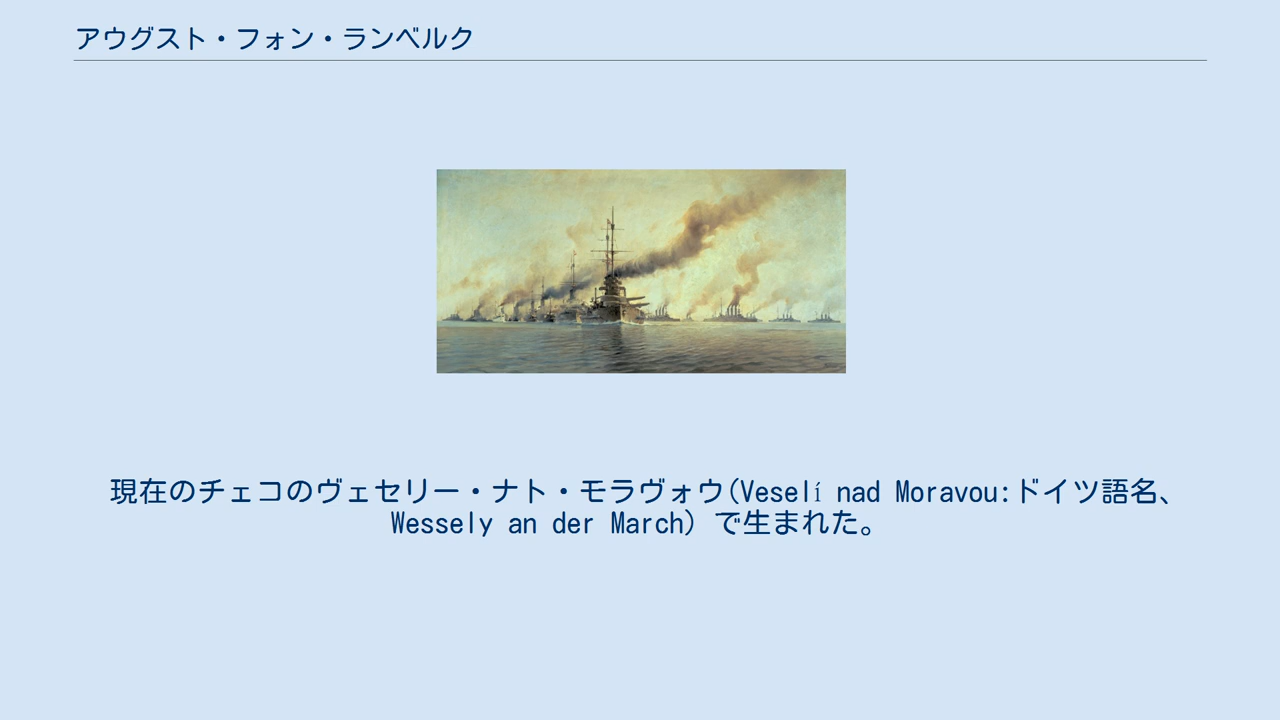 アウグスト・フォン・ランベルク
現在のチェコのヴェセリー・ナト・モラヴォウ(Veselí nad Moravou:ドイツ語名、
Wessely an der March) で生まれた。